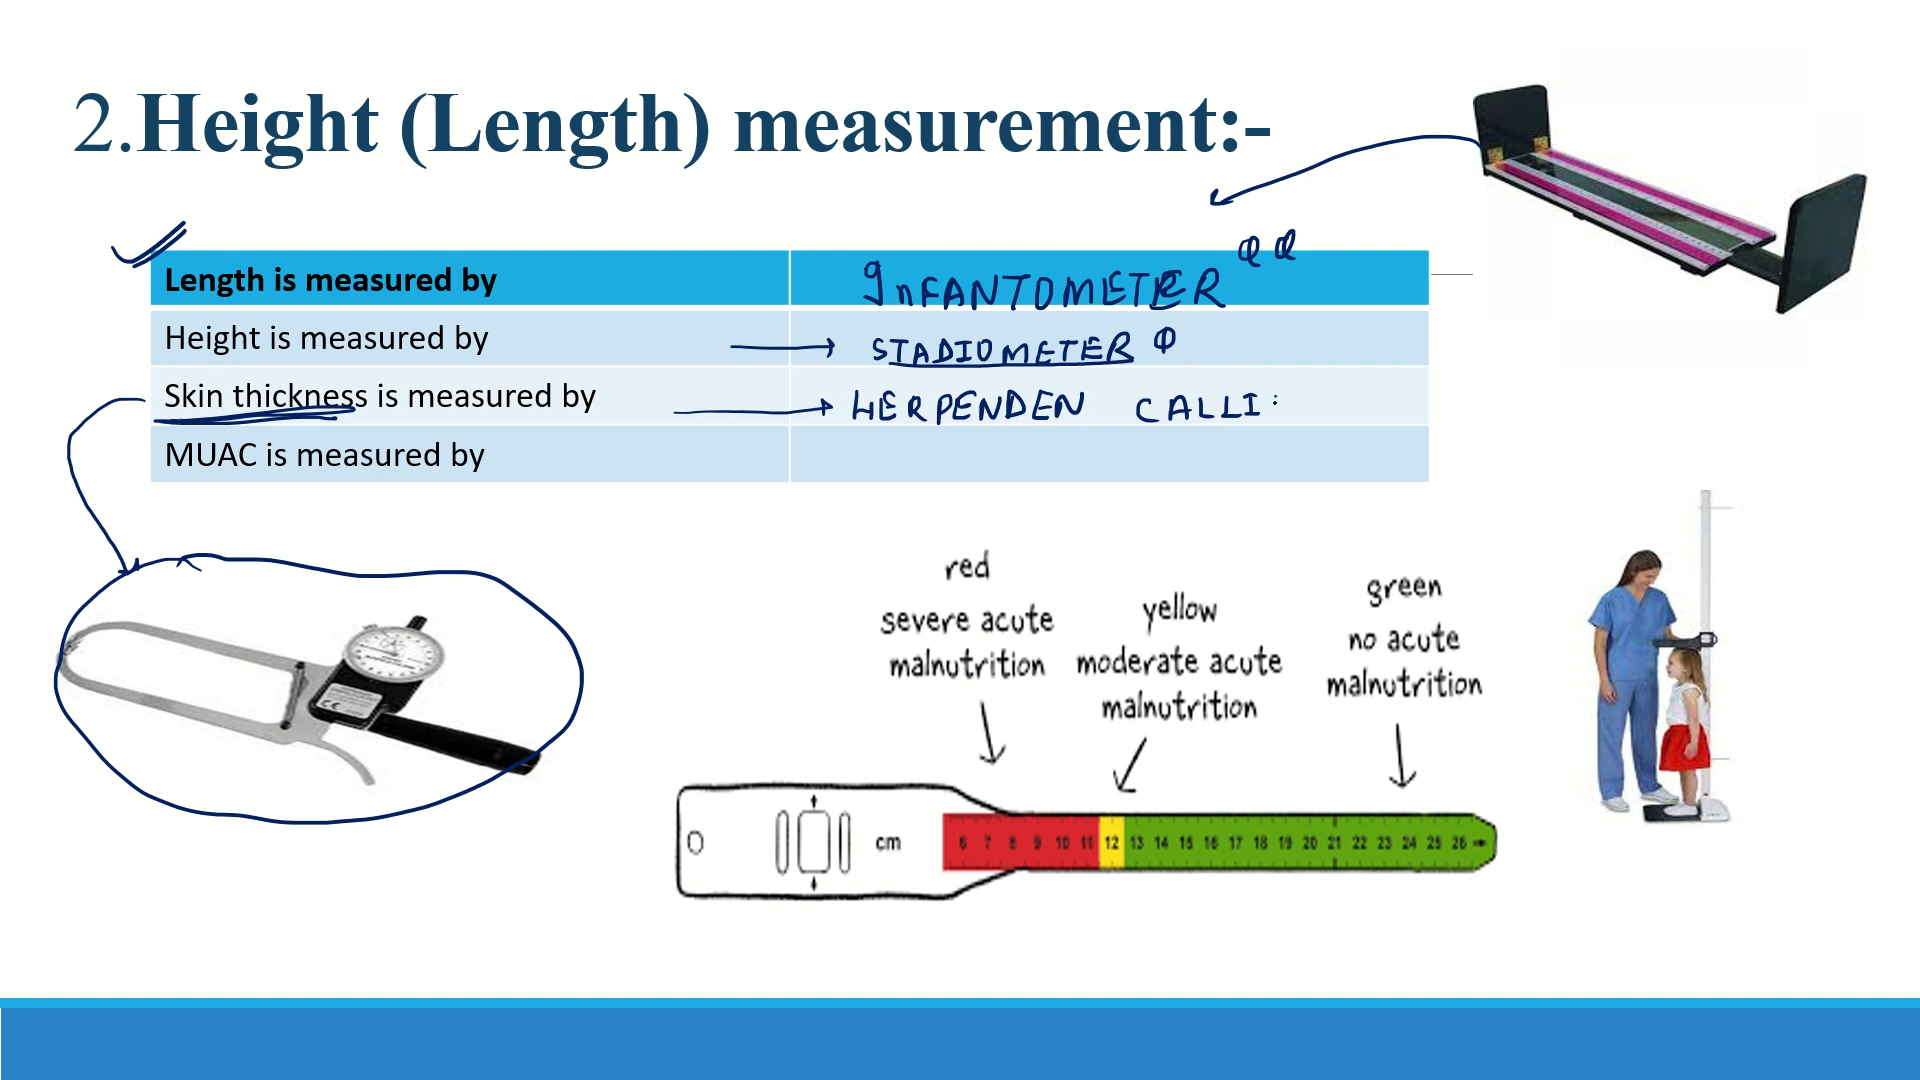 2.Height (Length) measurement:-
Length is measured by INFANTOMETER
Height is measured by → STADIOMETER
Skin thickness is measured by → HERPENDEN CALLI
MUAC is measured by
red
severe acute
malnutrition
yellow
moderate acute
malnutrition
green
no acute
malnutrition
cm 6 7 8 9 10 11 12 13 14 15 16 17 18 19 20 21 22 23 24 25 26